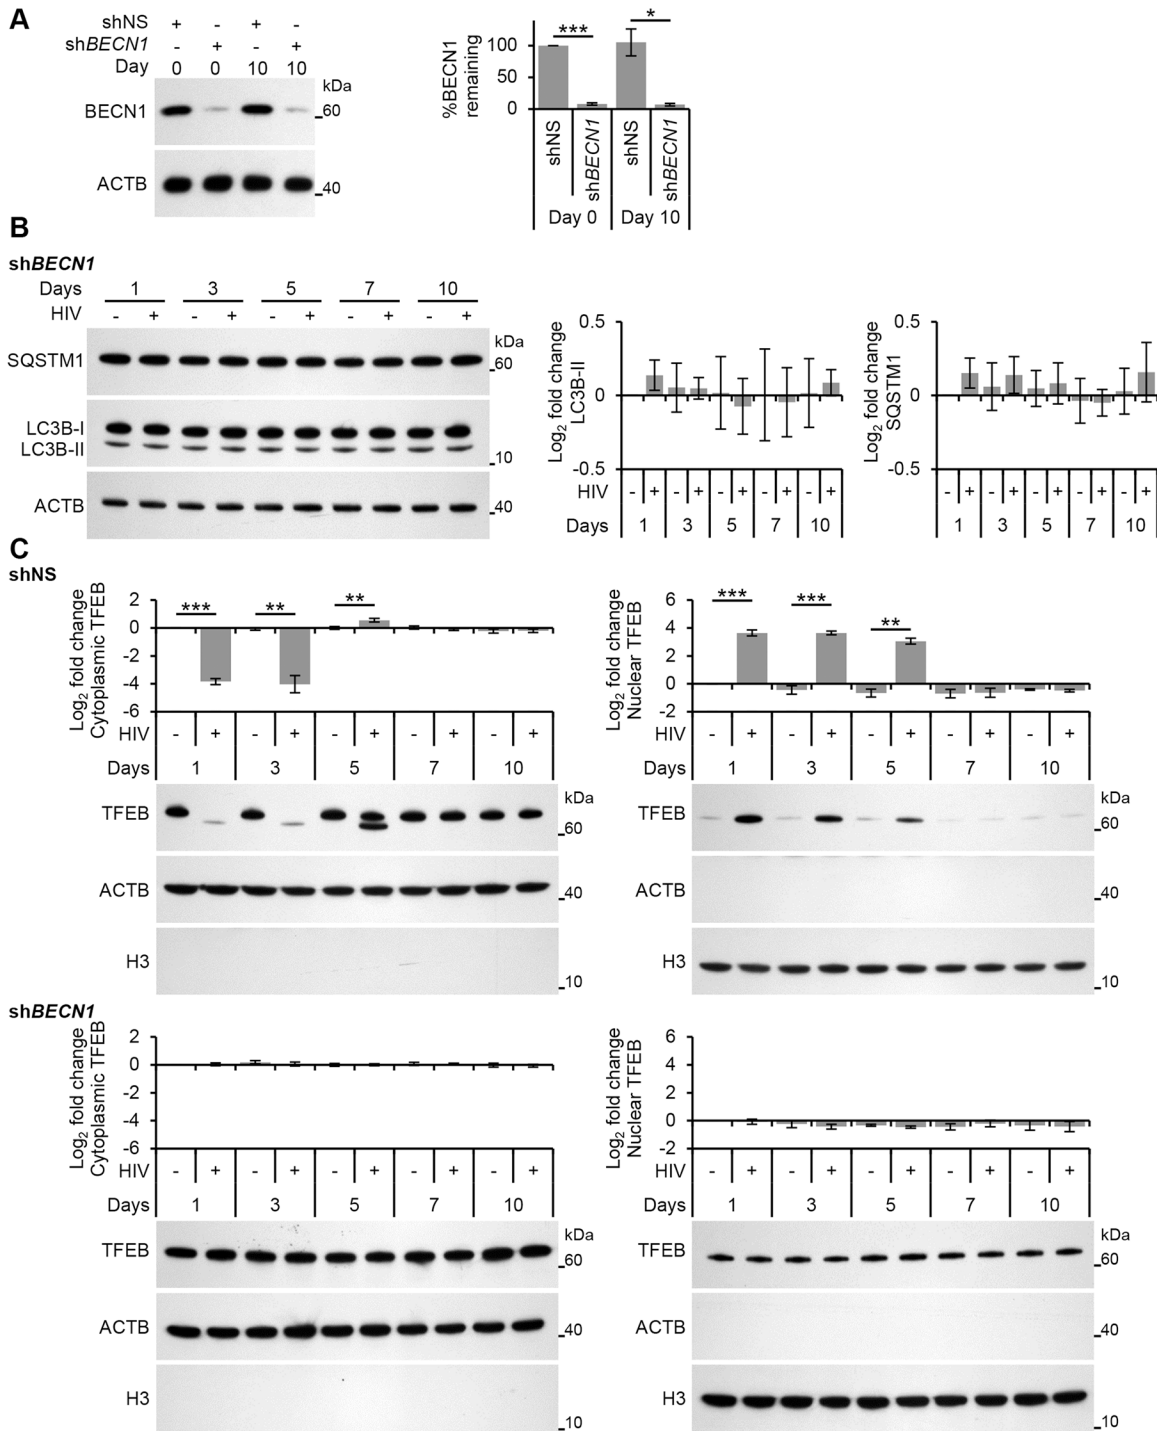 A
shNS + - + -
shBECN1 - + - +
Day 0 0 10 10
kDa
BECN1 60
ACTB 40
%BECN1
remaining
100
50
0
*** *
shNS shBECN1 shNS shBECN1
Day 0 Day 10
B
shBECN1
Days 1 3 5 7 10
HIV - + - + - + - + - +
kDa
SQSTM1 60
LC3B-I
LC3B-II 10
ACTB 40
Log2 fold change
LC3B-II
0.5
0
-0.5
HIV - + - + - + - + - +
Days 1 3 5 7 10
Log2 fold change
SQSTM1
0.5
0
-0.5
- + - + - + - + - +
1 3 5 7 10
C
shNS
Log2 fold change
Cytoplasmic TFEB
2
0
-2
-4
-6
*** ** **
HIV - + - + - + - + - +
Days 1 3 5 7 10
kDa
TFEB 60
ACTB 40
H3 10
Log2 fold change
Nuclear TFEB
6
4
2
0
-2
*** *** **
HIV - + - + - + - + - +
Days 1 3 5 7 10
kDa
TFEB 60
ACTB 40
H3 10
shBECN1
Log2 fold change
Cytoplasmic TFEB
2
0
-2
-4
-6
HIV - + - + - + - + - +
Days 1 3 5 7 10
kDa
TFEB 60
ACTB 40
H3 10
Log2 fold change
Nuclear TFEB
6
4
2
0
-2
HIV - + - + - + - + - +
Days 1 3 5 7 10
kDa
TFEB 60
ACTB 40
H3 10